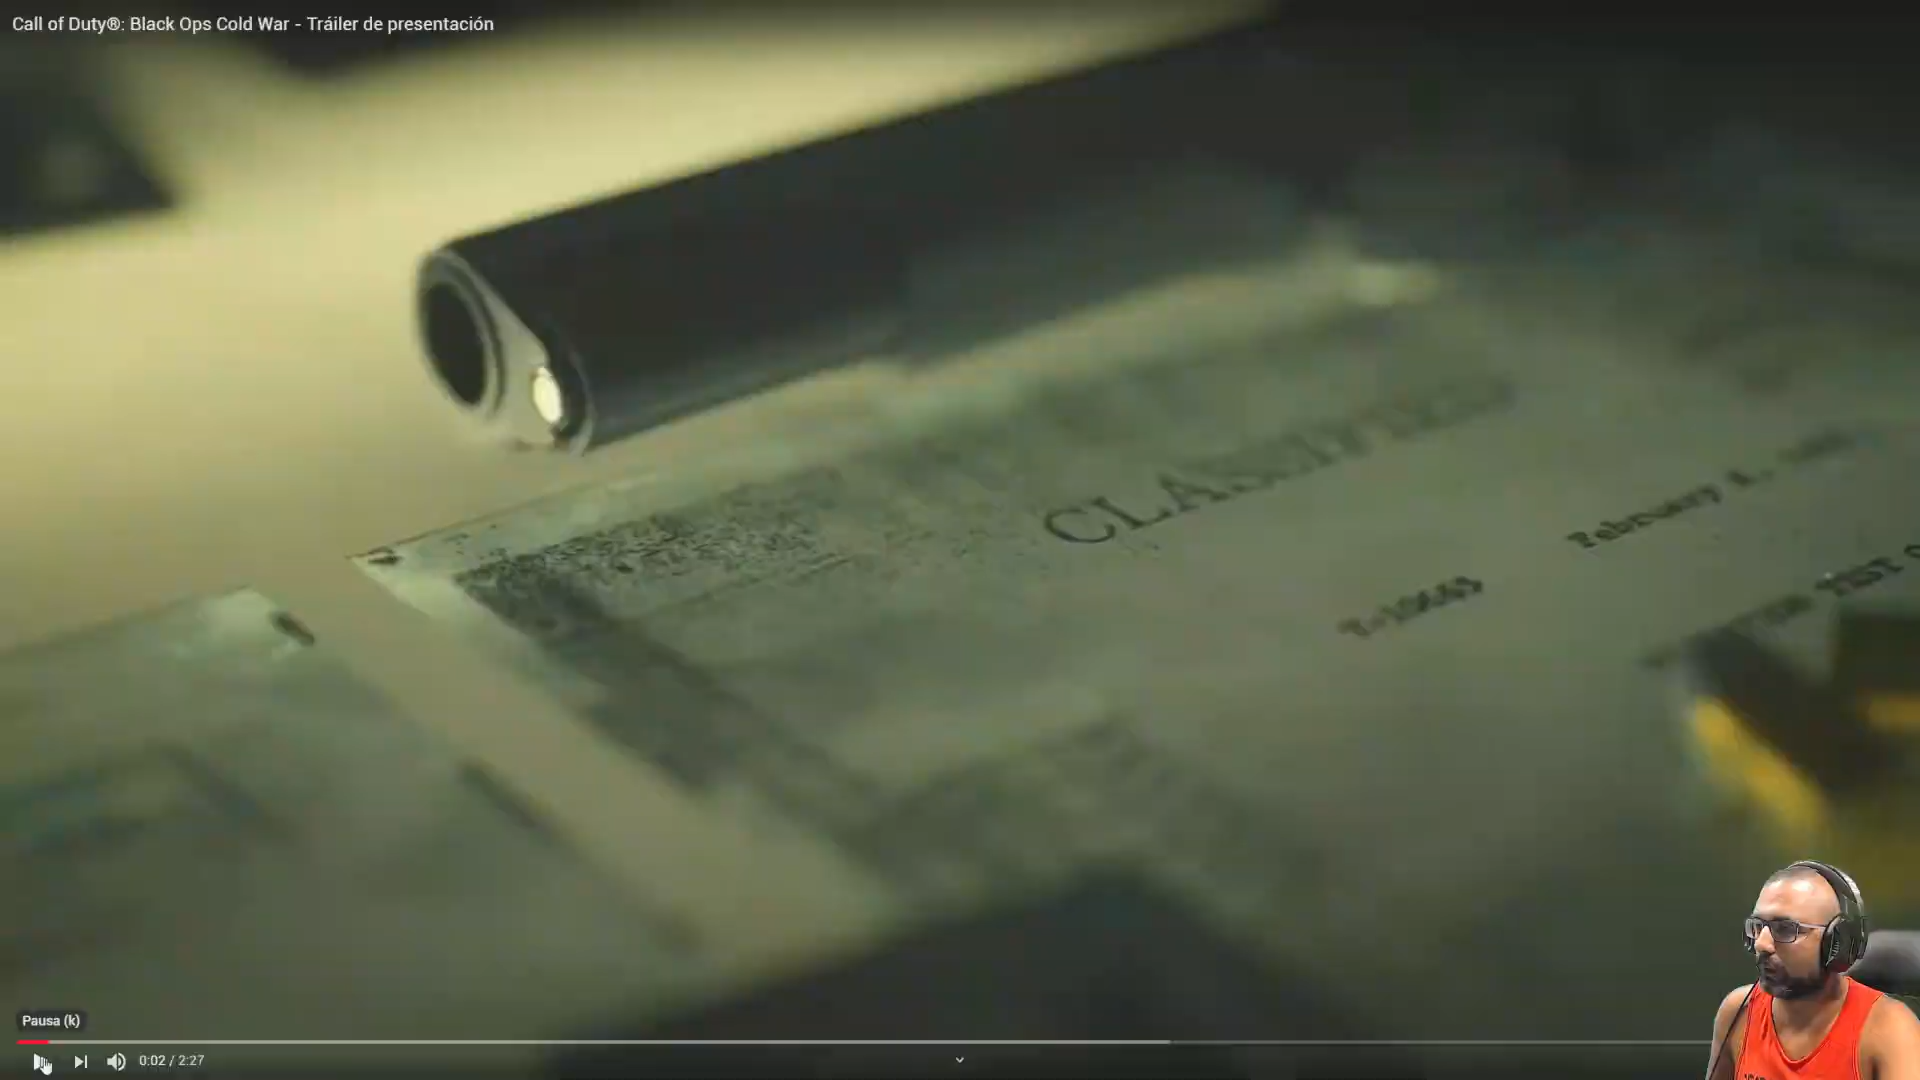 Call of Duty®: Black Ops Cold War - Tráiler de presentación
CLASSIFIED
February
Pausa (k)
0:02 / 2:27